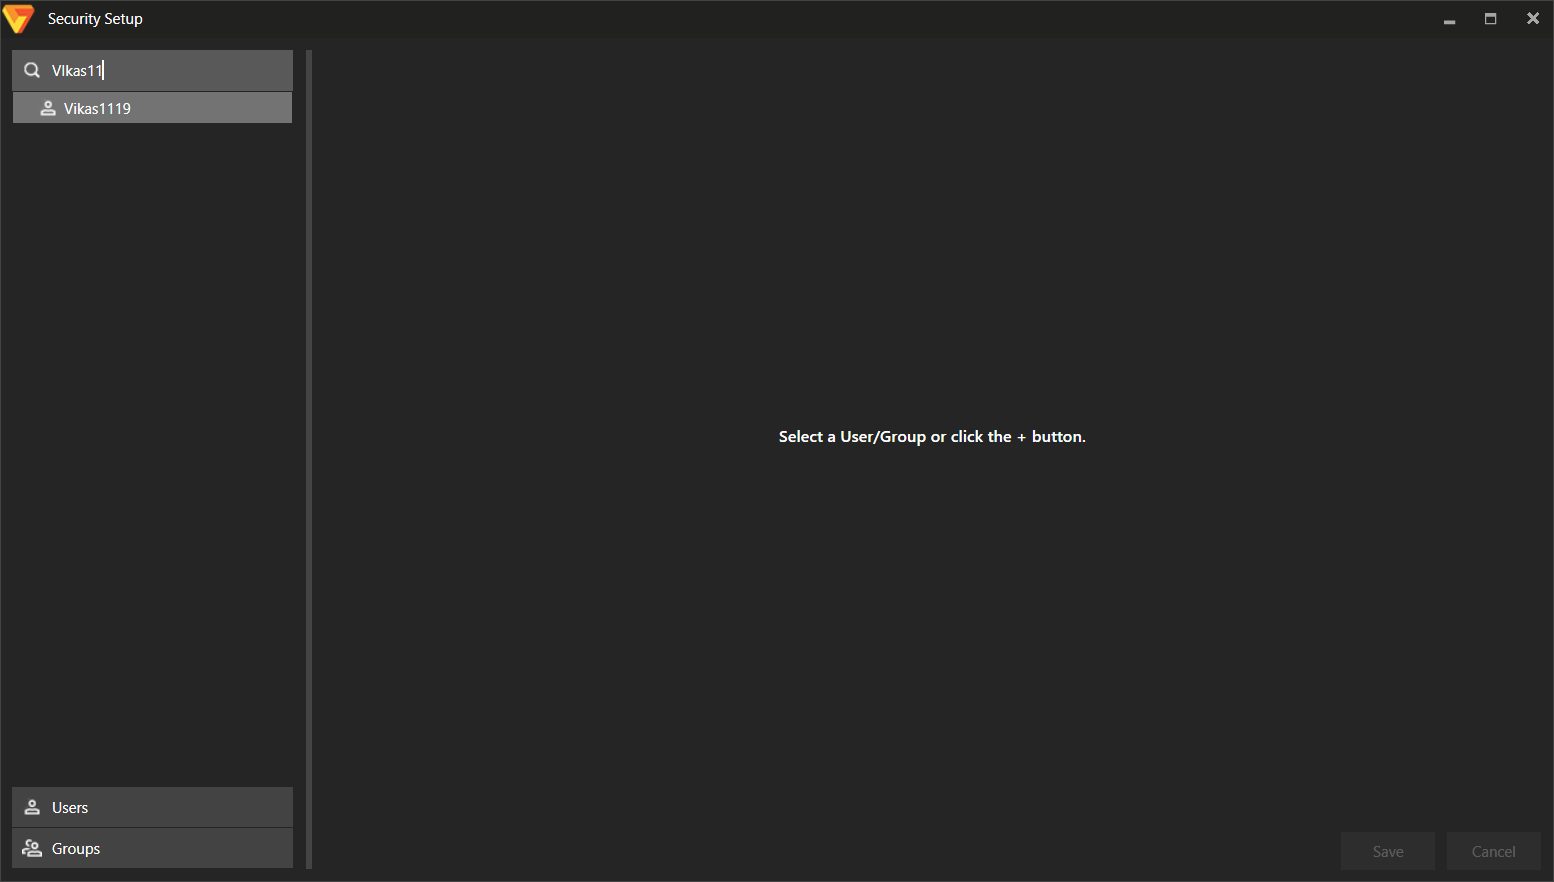 Security Setup
VIkas11
Vikas1119
Select a User/Group or click the + button.
Users
Groups
Save
Cancel